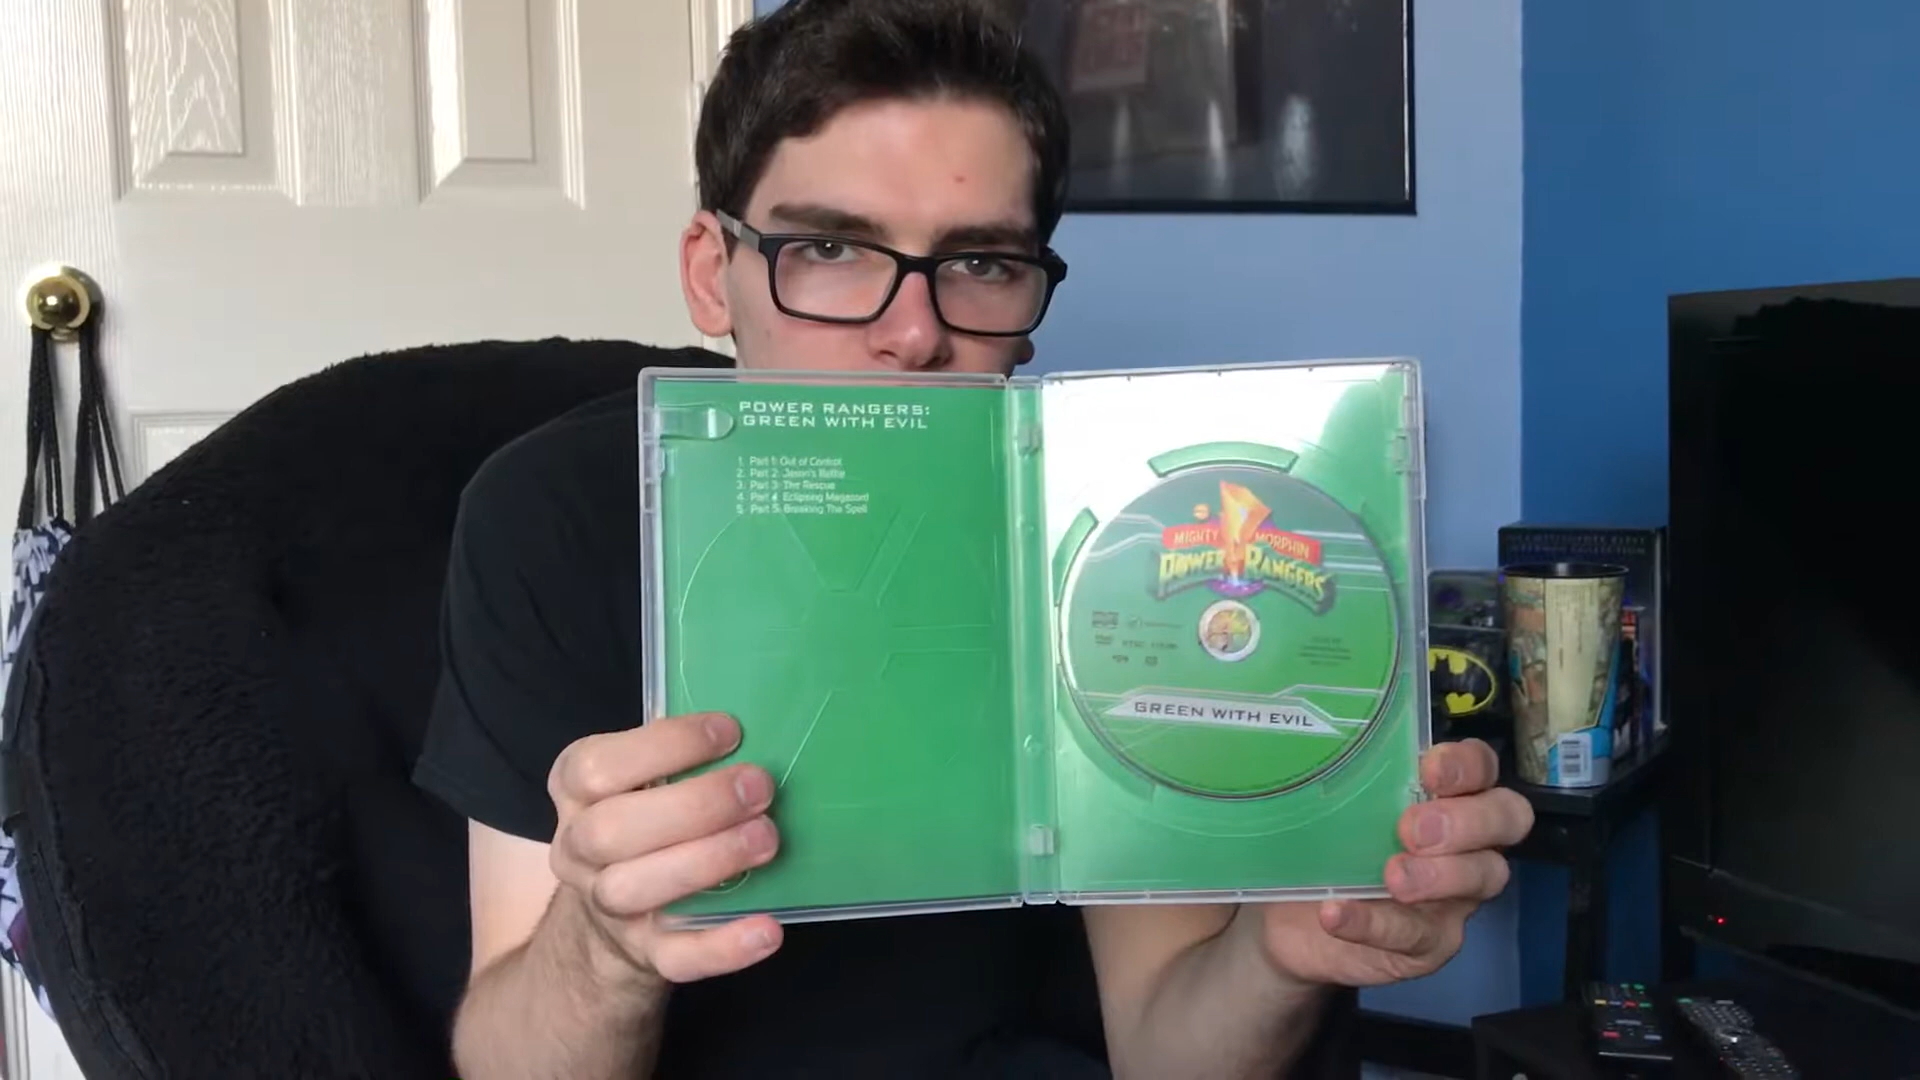 POWER RANGERS:
GREEN WITH EVIL
1. Part 1: Out of Control
2. Part 2: Jason's Battle
3. Part 3: The Rescue
4. Part 4: Eclipsing Megazord
5. Part 5: Breaking The Spell
MIGHTY MORPHIN
POWER RANGERS
GREEN WITH EVIL